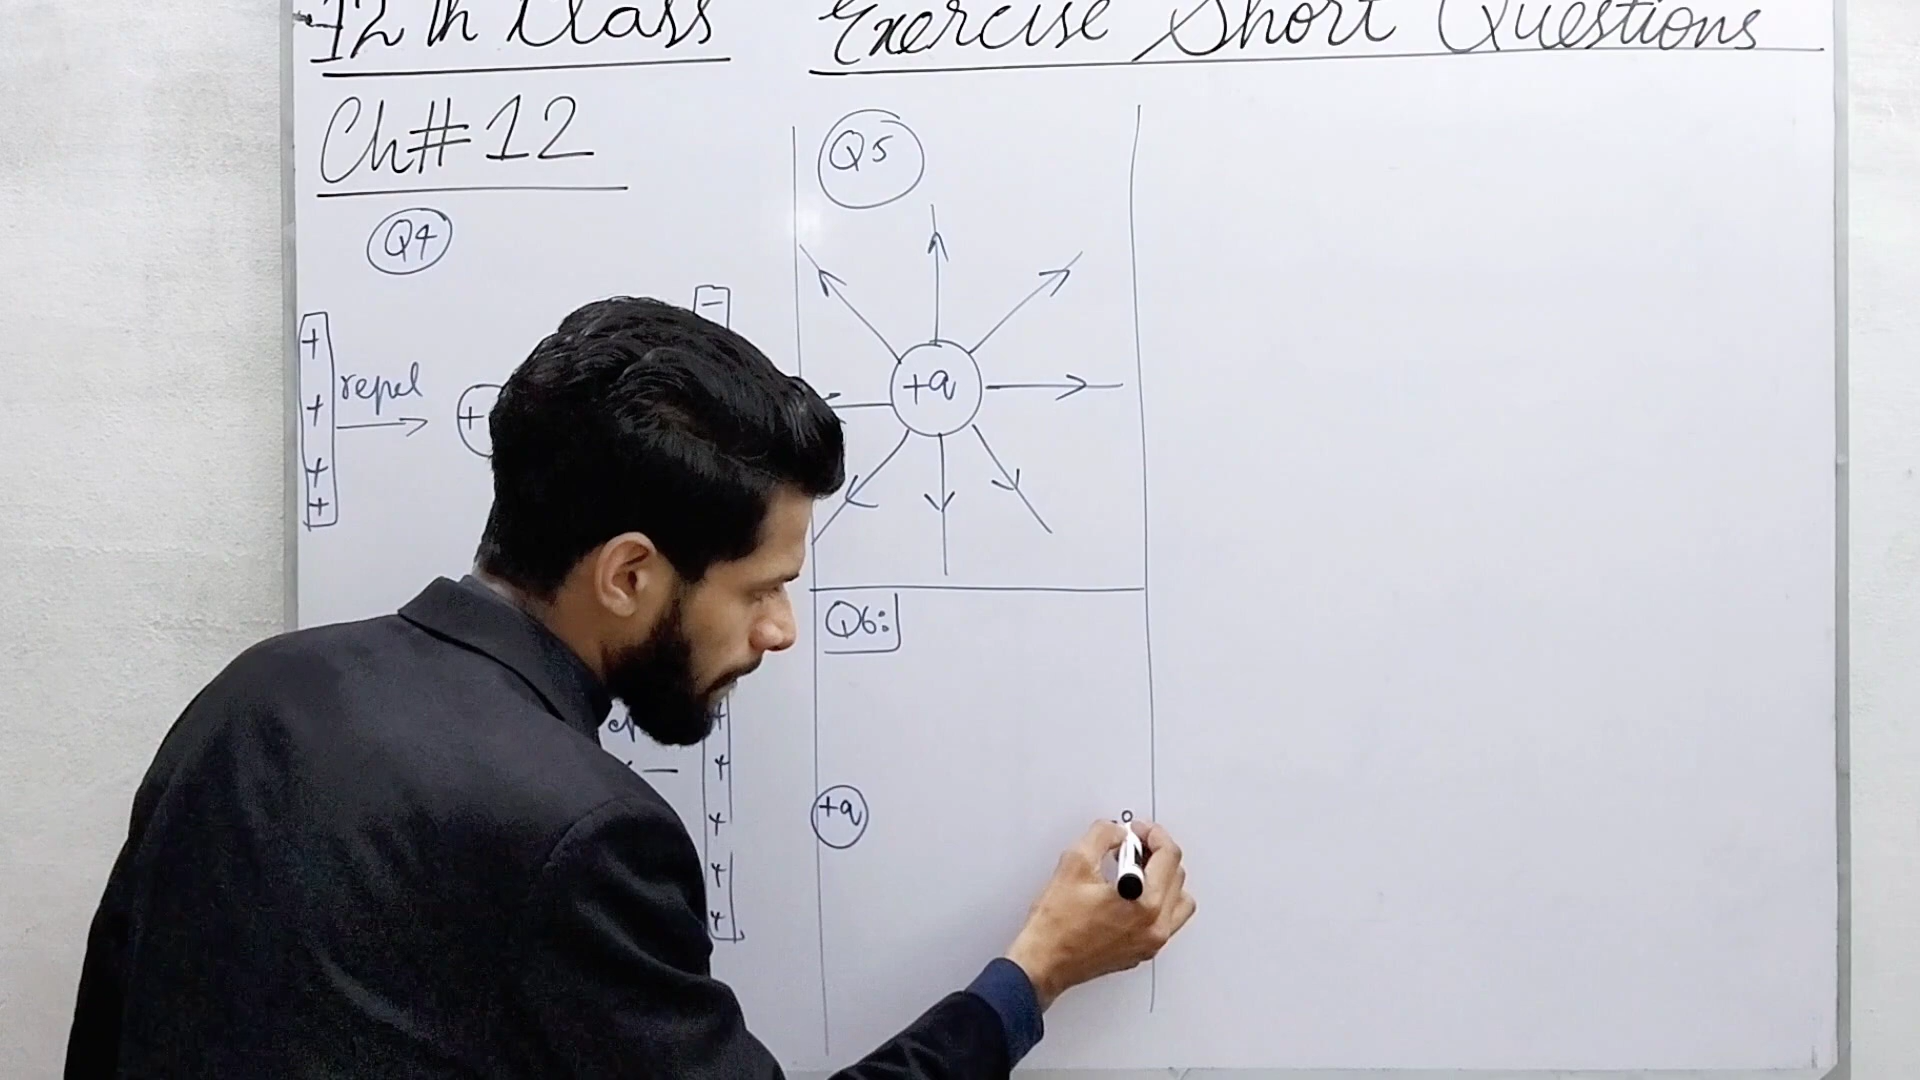 12th Class Exercise Short Questions
Ch# 12
Q4
+
+
+
+
repel
+
-
+
+
+
+
+
Q5
+q
Q6:
+q